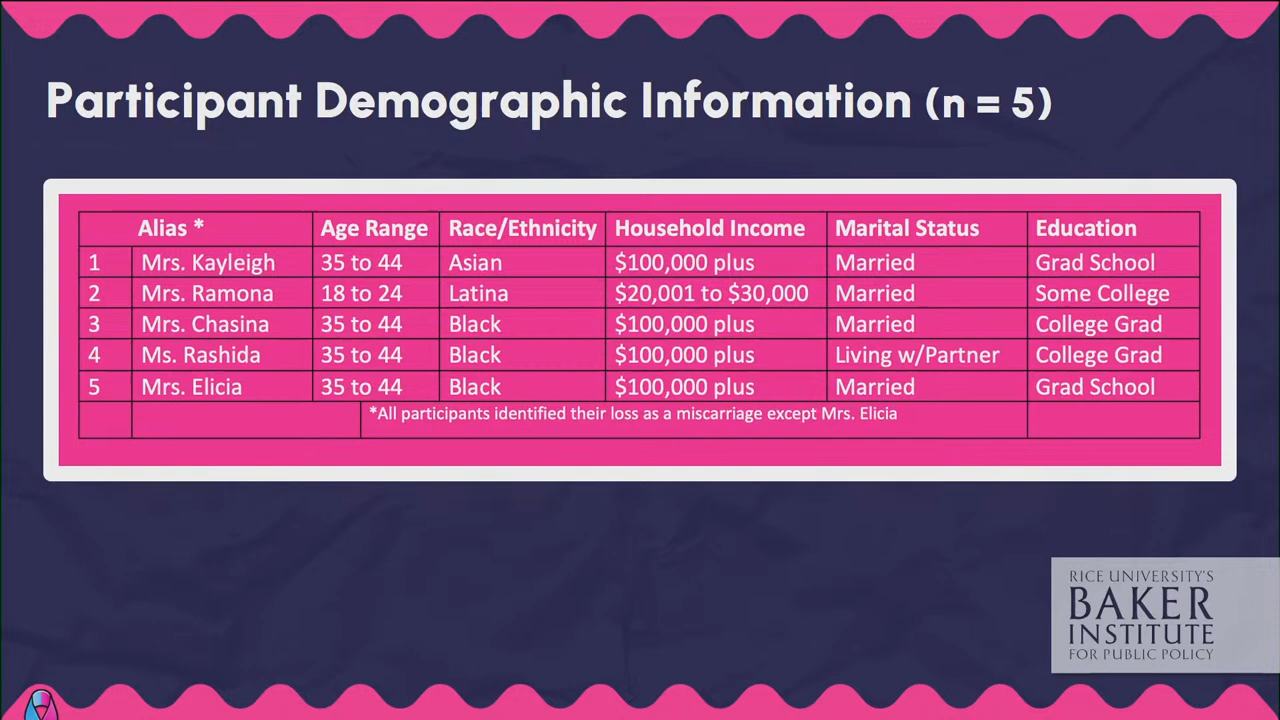 Participant Demographic Information (n = 5)
Alias * Age Range Race/Ethnicity Household Income Marital Status Education
1 Mrs. Kayleigh 35 to 44 Asian $100,000 plus Married Grad School
2 Mrs. Ramona 18 to 24 Latina $20,001 to $30,000 Married Some College
3 Mrs. Chasina 35 to 44 Black $100,000 plus Married College Grad
4 Ms. Rashida 35 to 44 Black $100,000 plus Living w/Partner College Grad
5 Mrs. Elicia 35 to 44 Black $100,000 plus Married Grad School
*All participants identified their loss as a miscarriage except Mrs. Elicia
RICE UNIVERSITY'S
BAKER
INSTITUTE
FOR PUBLIC POLICY